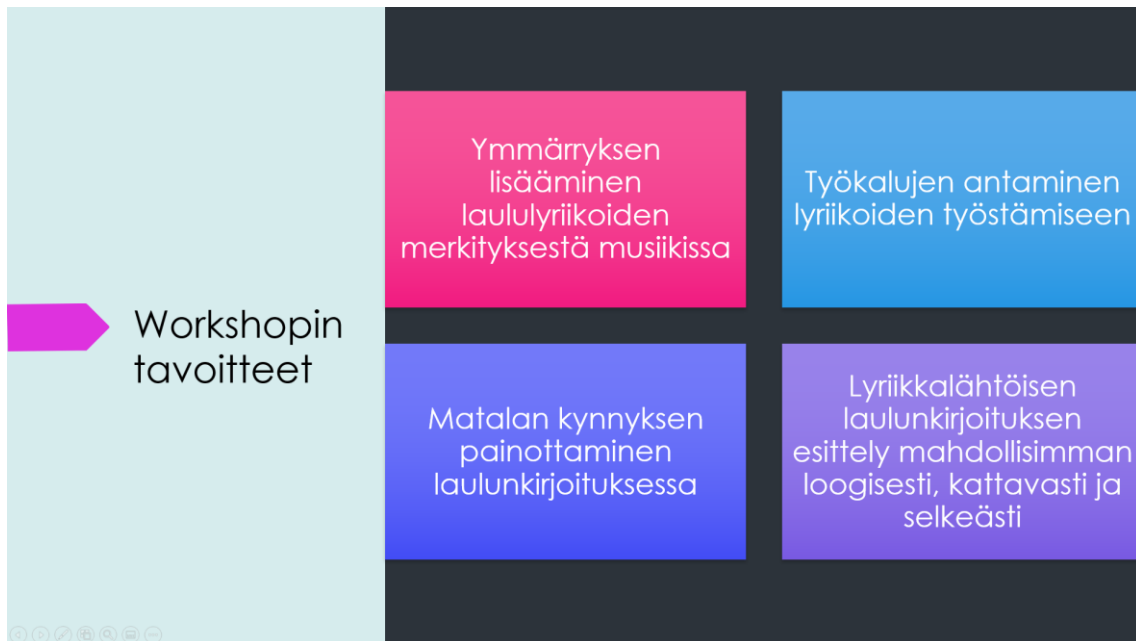 Workshopin
tavoitteet
Ymmärryksen
lisääminen
laululyriikoiden
merkityksestä musiikissa
Työkalujen antaminen
lyriikoiden työstämiseen
Matalan kynnyksen
painottaminen
laulunkirjoituksessa
Lyriikkalähtöisen
laulunkirjoituksen
esittely mahdollisimman
loogisesti, kattavasti ja
selkeästi